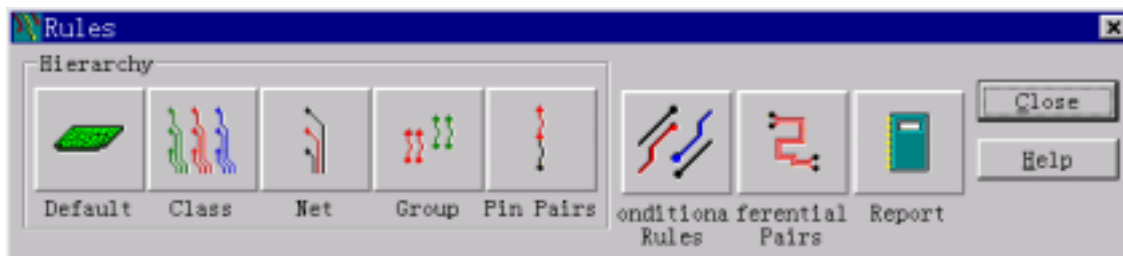 Rules
Hierarchy
Default
Class
Net
Group
Pin Pairs
onditiona
Rules
ferential
Pairs
Report
Close
Help